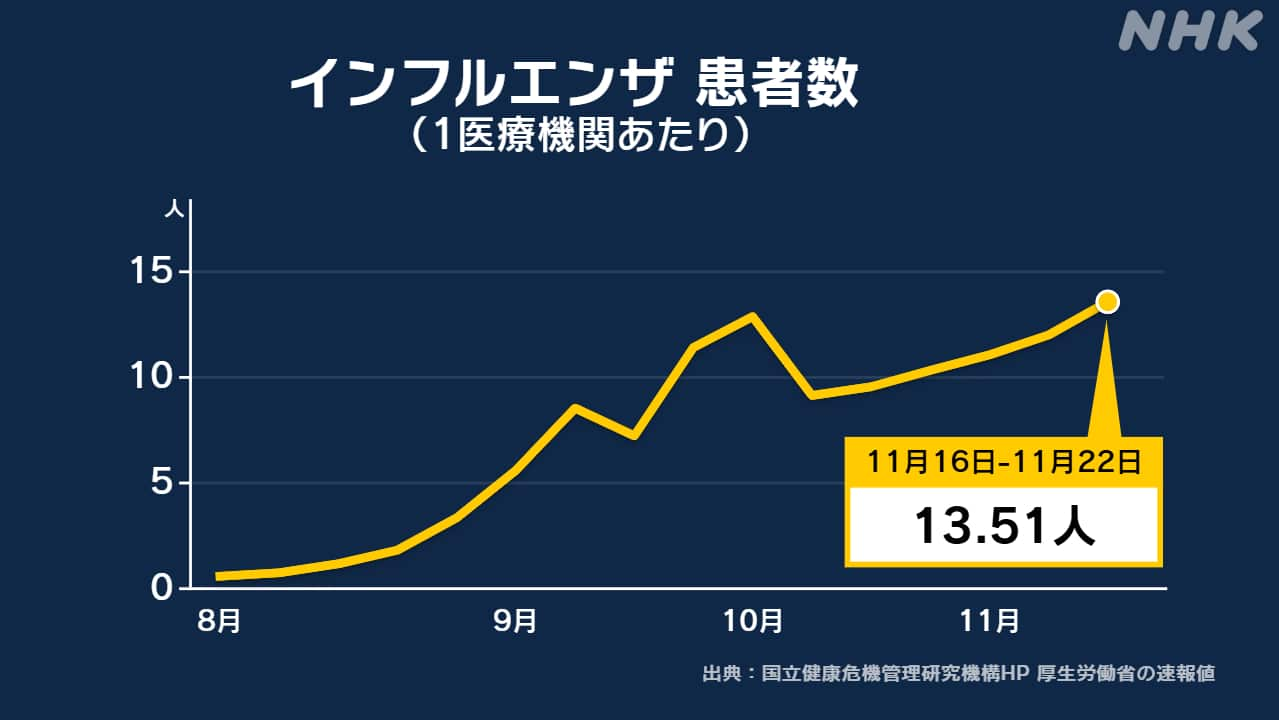 NHK
インフルエンザ 患者数
（1医療機関あたり）
人
15
10
5
0
8月
9月
10月
11月
11月16日-11月22日
13.51人
出典：国立健康危機管理研究機構HP 厚生労働省の速報値